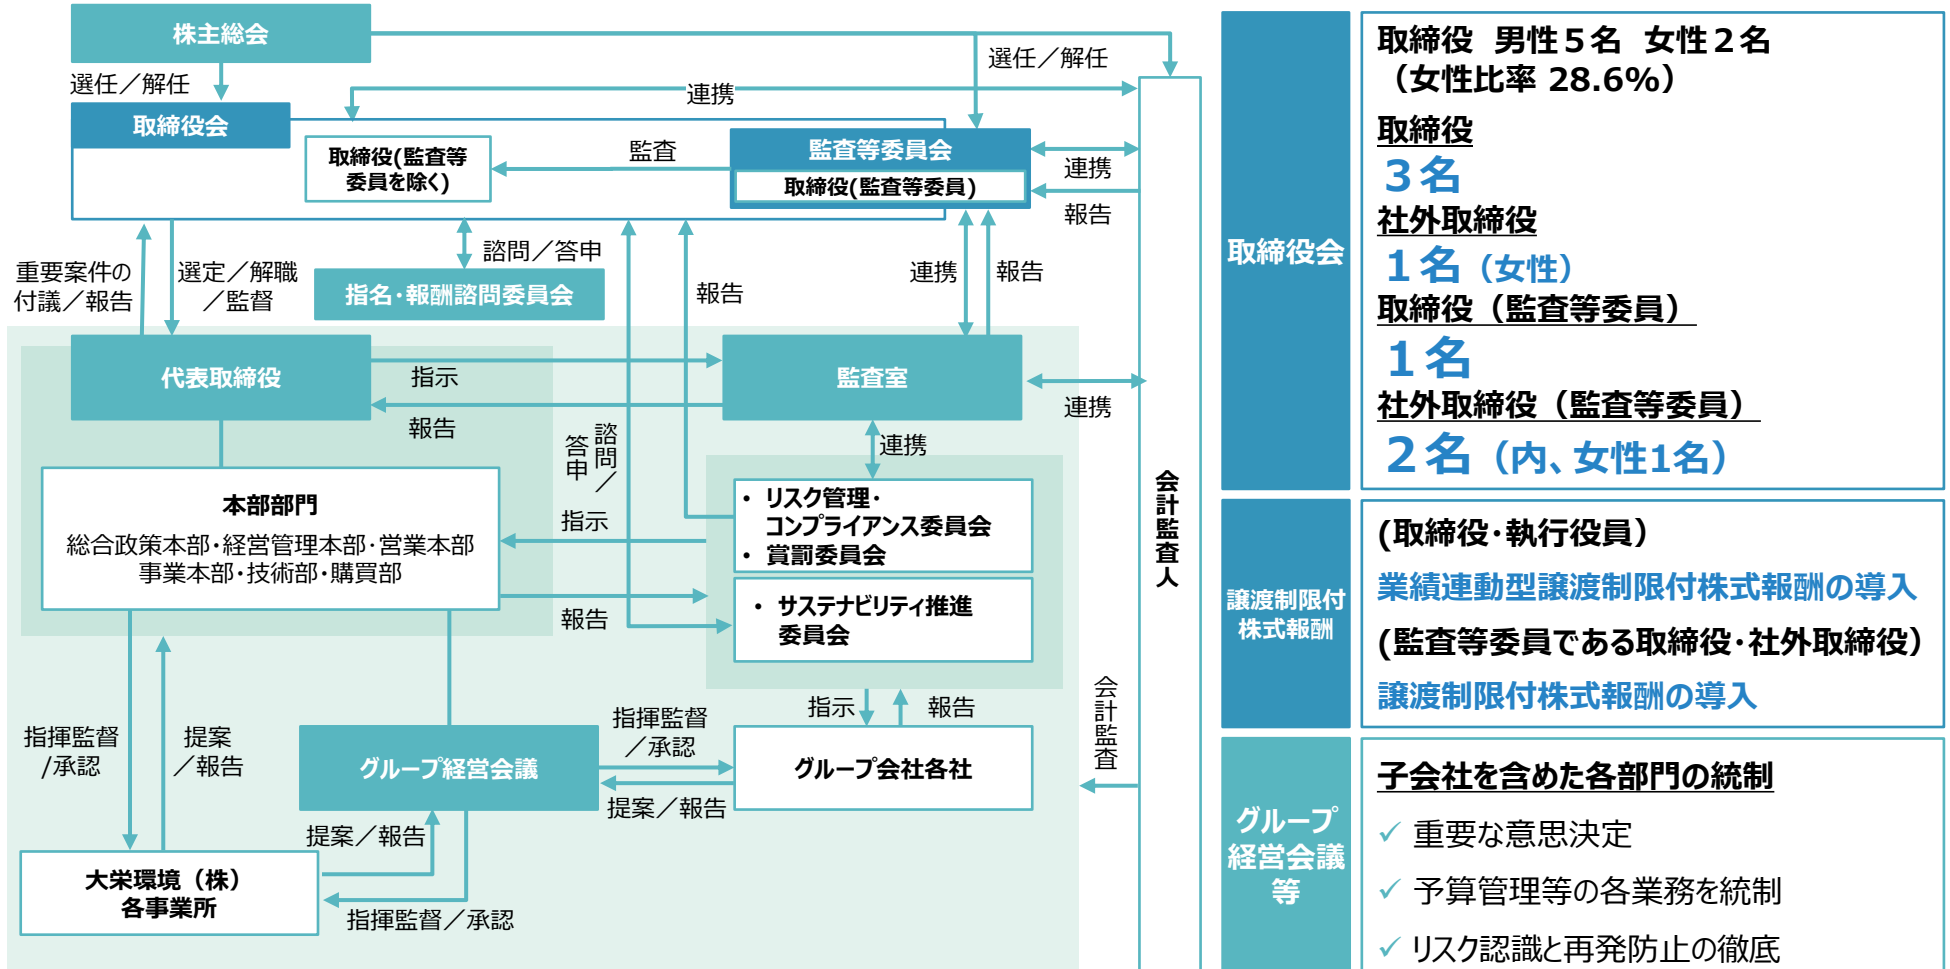 株主総会
選任／解任
選任／解任
連携
取締役会
取締役(監査等
委員を除く)
監査
監査等委員会
取締役(監査等委員)
連携
報告
重要案件の
付議／報告
選定／解職
／監督
諮問／答申
指名・報酬諮問委員会
報告
連携
報告
代表取締役
指示
報告
監査室
連携
諮問／
答申
連携
本部部門
総合政策本部・経営管理本部・営業本部
事業本部・技術部・購買部
指示
報告
・ リスク管理・
コンプライアンス委員会
・ 賞罰委員会
・ サステナビリティ推進
委員会
会計監査人
会計監査
指揮監督
/承認
提案
／報告
グループ経営会議
指揮監督
／承認
提案／報告
指示
報告
グループ会社各社
提案／報告
指揮監督／承認
大栄環境（株）
各事業所
取締役会
取締役 男性５名 女性２名
（女性比率 28.6%）
取締役
３名
社外取締役
１名（女性）
取締役（監査等委員）
１名
社外取締役（監査等委員）
２名（内、女性1名）
譲渡制限付
株式報酬
(取締役・執行役員）
業績連動型譲渡制限付株式報酬の導入
(監査等委員である取締役・社外取締役）
譲渡制限付株式報酬の導入
グループ
経営会議
等
子会社を含めた各部門の統制
✓ 重要な意思決定
✓ 予算管理等の各業務を統制
✓ リスク認識と再発防止の徹底